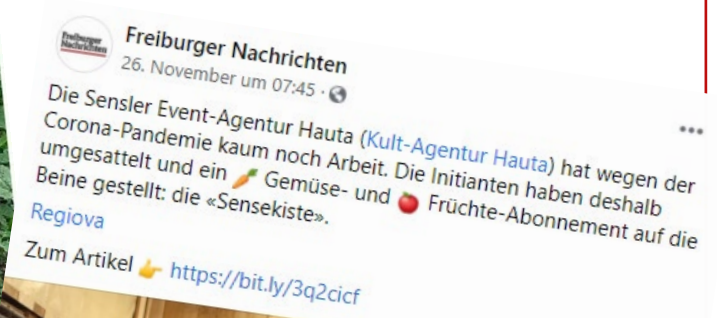 Freiburger Nachrichten
Freiburger Nachrichten
26. November um 07:45 ·
Die Sensler Event-Agentur Hauta (Kult-Agentur Hauta) hat wegen der
Corona-Pandemie kaum noch Arbeit. Die Initianten haben deshalb
umgesattelt und ein 🥕 Gemüse- und 🍎 Früchte-Abonnement auf die
Beine gestellt: die «Sensekiste».
Regiova
Zum Artikel 👉 https://bit.ly/3q2cicf